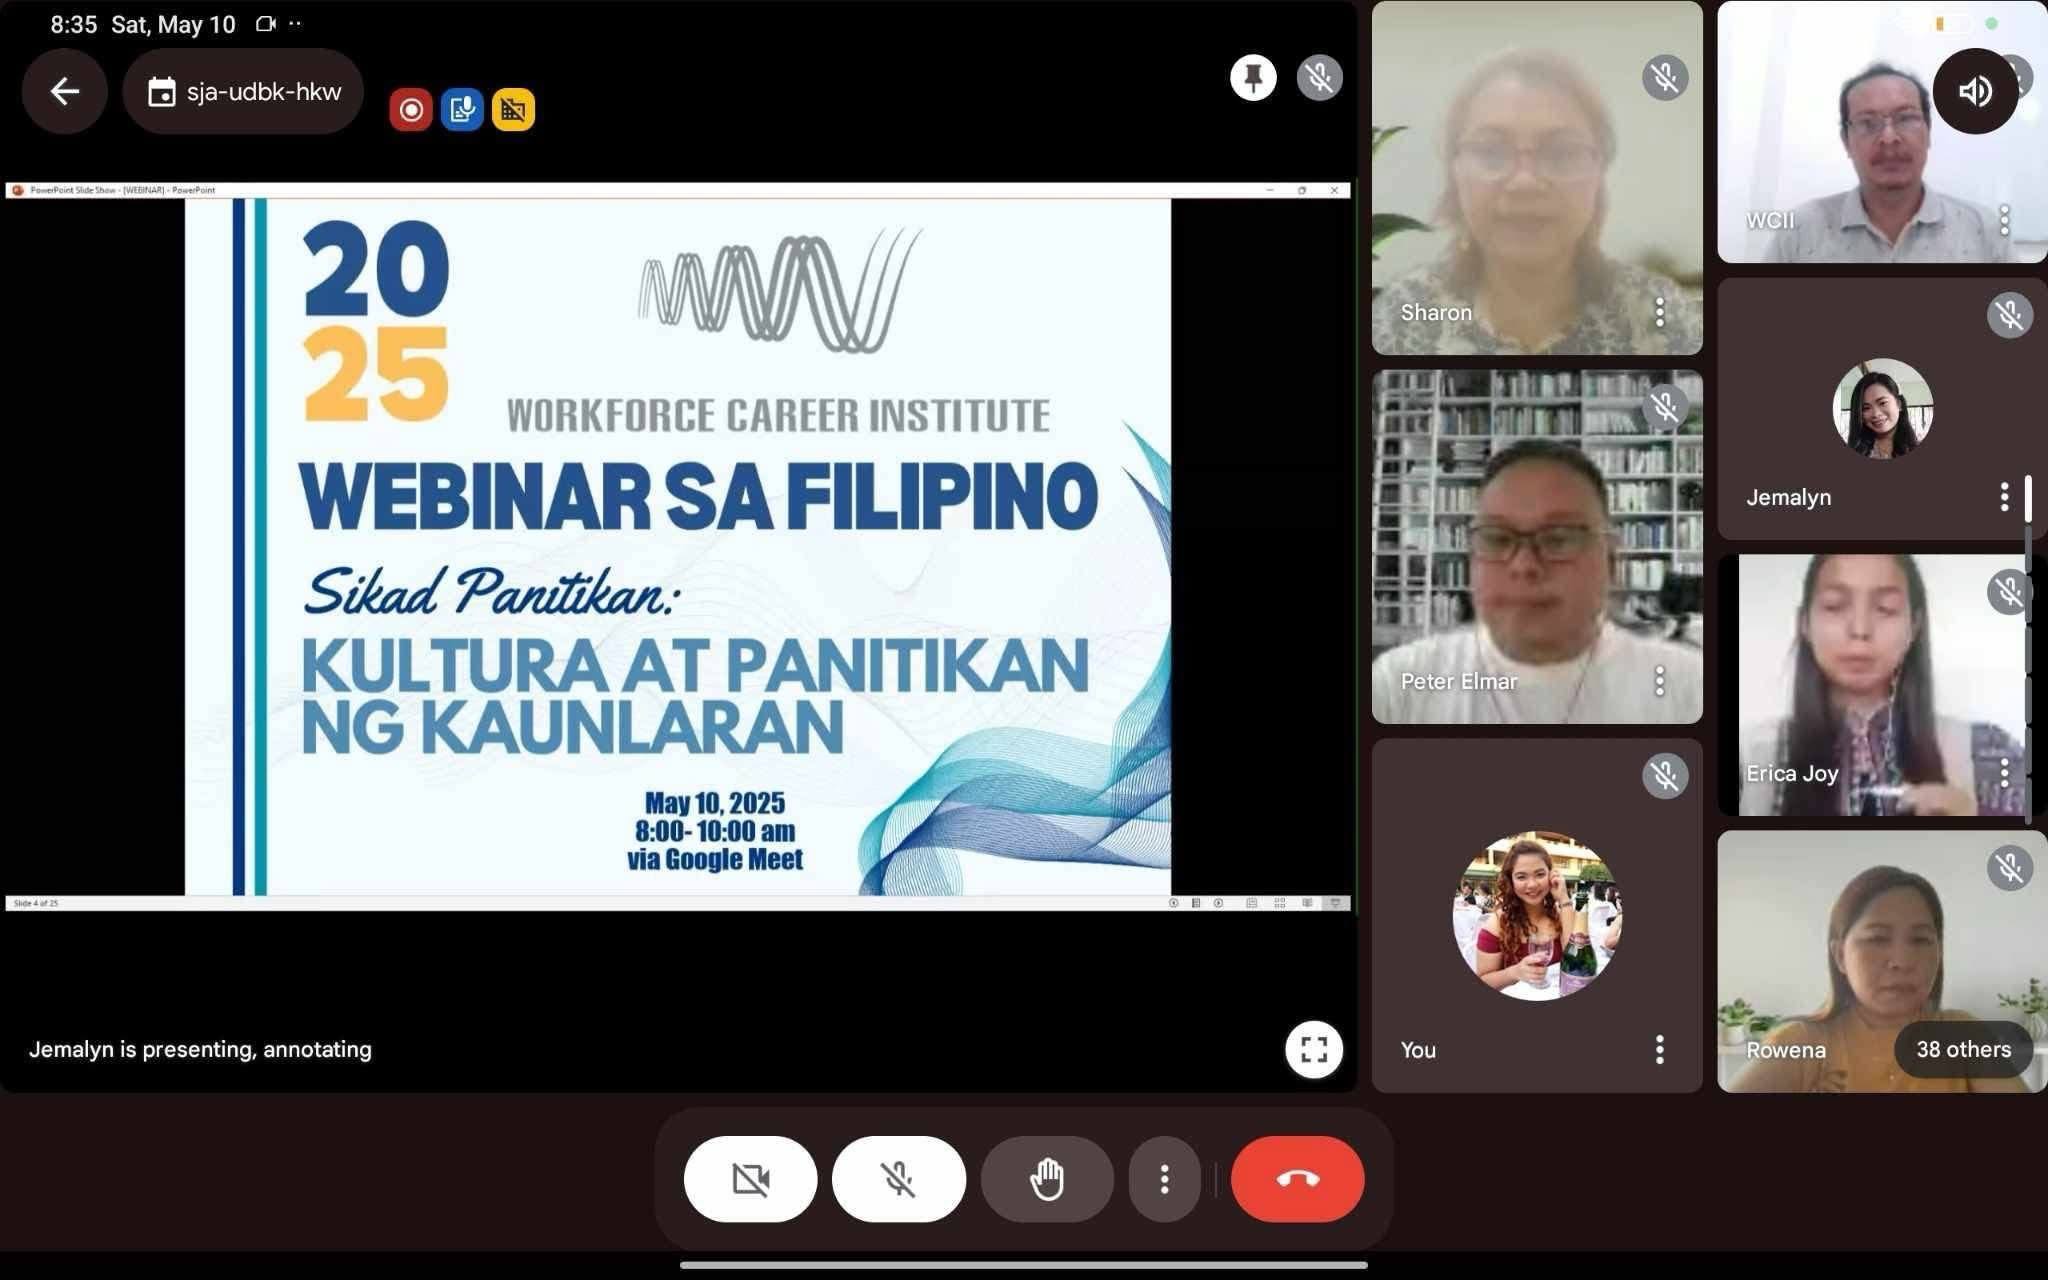 8:35 Sat, May 10
sja-udbk-hkw
PowerPoint Slide Show - [WEBINAR] - PowerPoint
20
25
WORKFORCE CAREER INSTITUTE
WEBINAR SA FILIPINO
Sikad Panitikan:
KULTURA AT PANITIKAN
NG KAUNLARAN
May 10, 2025
8:00- 10:00 am
via Google Meet
Slide 4 of 25
Jemalyn is presenting, annotating
Sharon
WCII
Peter Elmar
Jemalyn
Erica Joy
You
Rowena
38 others